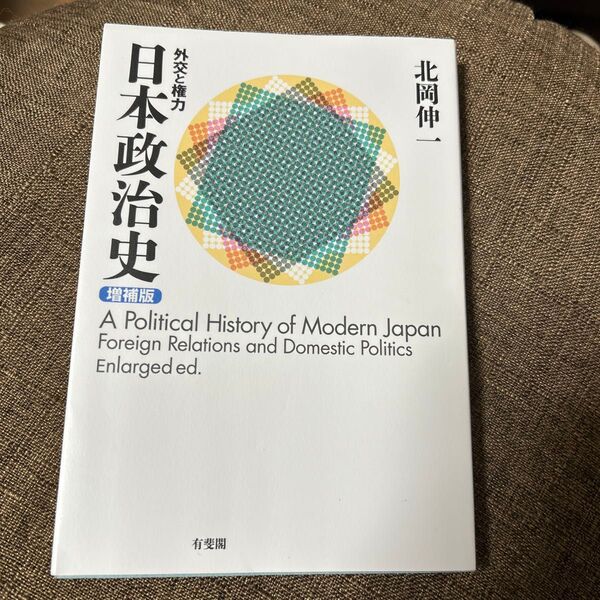 北岡伸一
外交と権力
日本政治史
増補版
A Political History of Modern Japan
Foreign Relations and Domestic Politics
Enlarged ed.
有斐閣